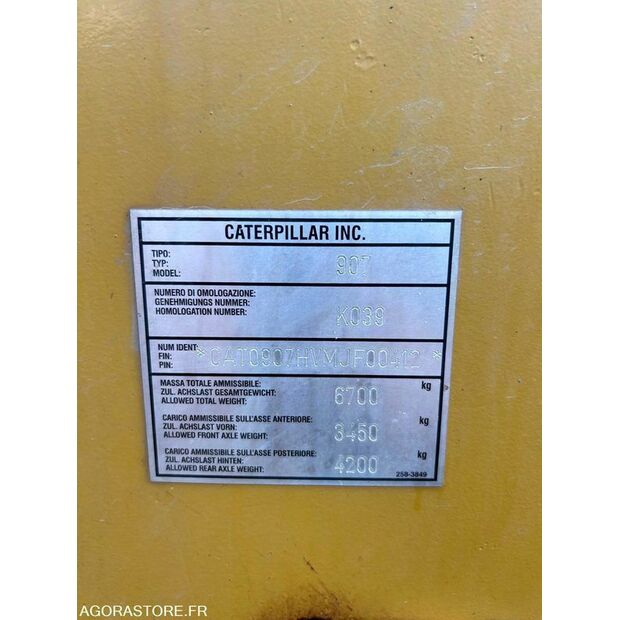 CATERPILLAR INC.
TIPO:
TYP: 907
MODEL:
NUMERO DI OMOLOGAZIONE:
GENEHMIGUNGS NUMMER:
HOMOLOGATION NUMBER: K039
NUM IDENT:
FIN: *CAT0907HVMJF00412*
PIN:
MASSA TOTALE AMMISSIBILE: kg
ZUL. ACHSLAST GESAMTGEWICHT: 6700
ALLOWED TOTAL WEIGHT:
CARICO AMMISSIBILE SULL'ASSE ANTERIORE: kg
ZUL. ACHSLAST VORN: 3450
ALLOWED FRONT AXLE WEIGHT:
CARICO AMMISSIBILE SULL'ASSE POSTERIORE: kg
ZUL. ACHSLAST HINTEN: 4200
ALLOWED REAR AXLE WEIGHT:
258-3849
AGORASTORE.FR